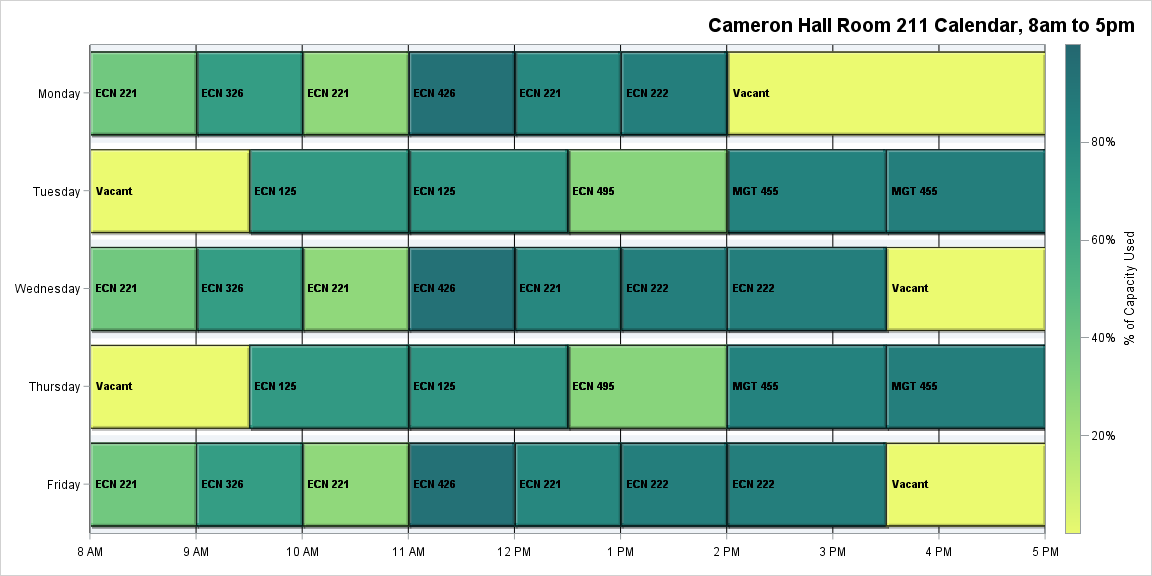 Cameron Hall Room 211 Calendar, 8am to 5pm
Monday ECN 221 ECN 326 ECN 221 ECN 426 ECN 221 ECN 222 Vacant
Tuesday Vacant ECN 125 ECN 125 ECN 495 MGT 455 MGT 455
Wednesday ECN 221 ECN 326 ECN 221 ECN 426 ECN 221 ECN 222 ECN 222 Vacant
Thursday Vacant ECN 125 ECN 125 ECN 495 MGT 455 MGT 455
Friday ECN 221 ECN 326 ECN 221 ECN 426 ECN 221 ECN 222 ECN 222 Vacant
8 AM 9 AM 10 AM 11 AM 12 PM 1 PM 2 PM 3 PM 4 PM 5 PM
80%
60%
40%
20%
% of Capacity Used